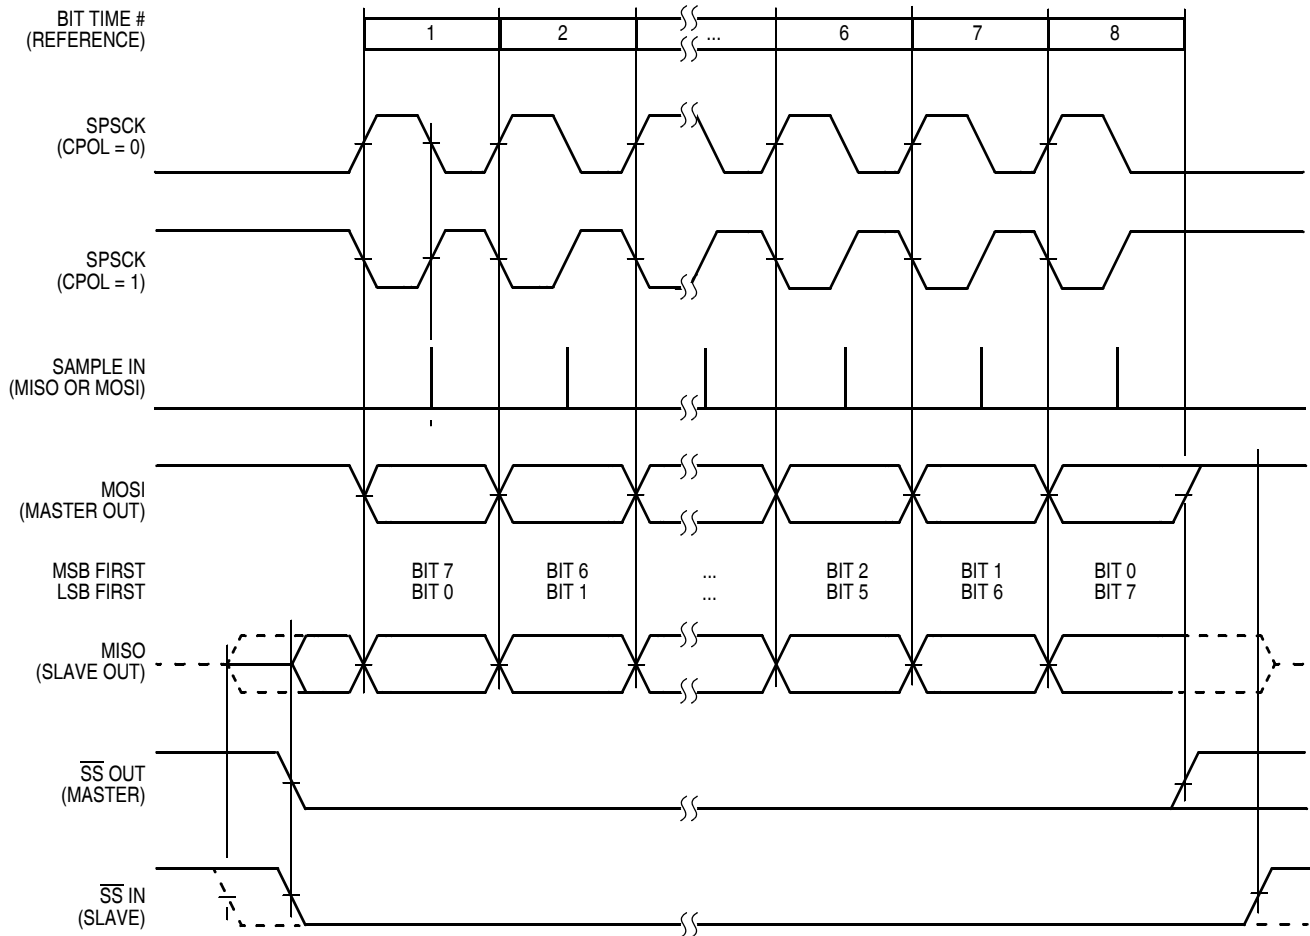 BIT TIME #
(REFERENCE)
1 2 ... 6 7 8
SPSCK
(CPOL = 0)
SPSCK
(CPOL = 1)
SAMPLE IN
(MISO OR MOSI)
MOSI
(MASTER OUT)
MSB FIRST BIT 7 BIT 6 ... BIT 2 BIT 1 BIT 0
LSB FIRST BIT 0 BIT 1 ... BIT 5 BIT 6 BIT 7
MISO
(SLAVE OUT)
S̅S̅ OUT
(MASTER)
S̅S̅ IN
(SLAVE)